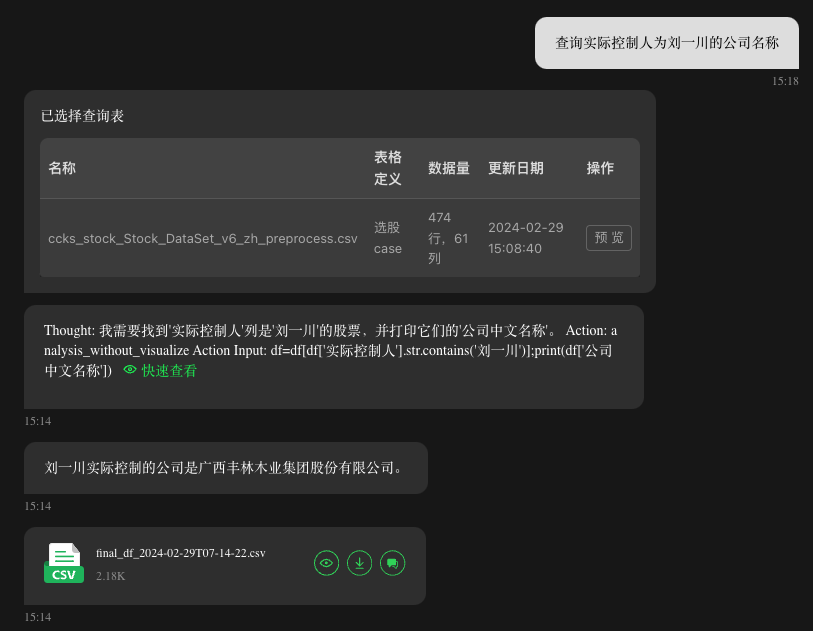 查询实际控制人为刘一川的公司名称
15:18
已选择查询表
名称 表格定义 数据量 更新日期 操作
ccks_stock_Stock_DataSet_v6_zh_preprocess.csv 选股case 474行，61列 2024-02-29 15:08:40 预 览
Thought: 我需要找到'实际控制人'列是'刘一川'的股票，并打印它们的'公司中文名称'。 Action: a
nalysis_without_visualize Action Input: df=df[df['实际控制人'].str.contains('刘一川')];print(df['公司
中文名称']) 快速查看
15:14
刘一川实际控制的公司是广西丰林木业集团股份有限公司。
15:14
CSV
final_df_2024-02-29T07-14-22.csv
2.18K
15:14